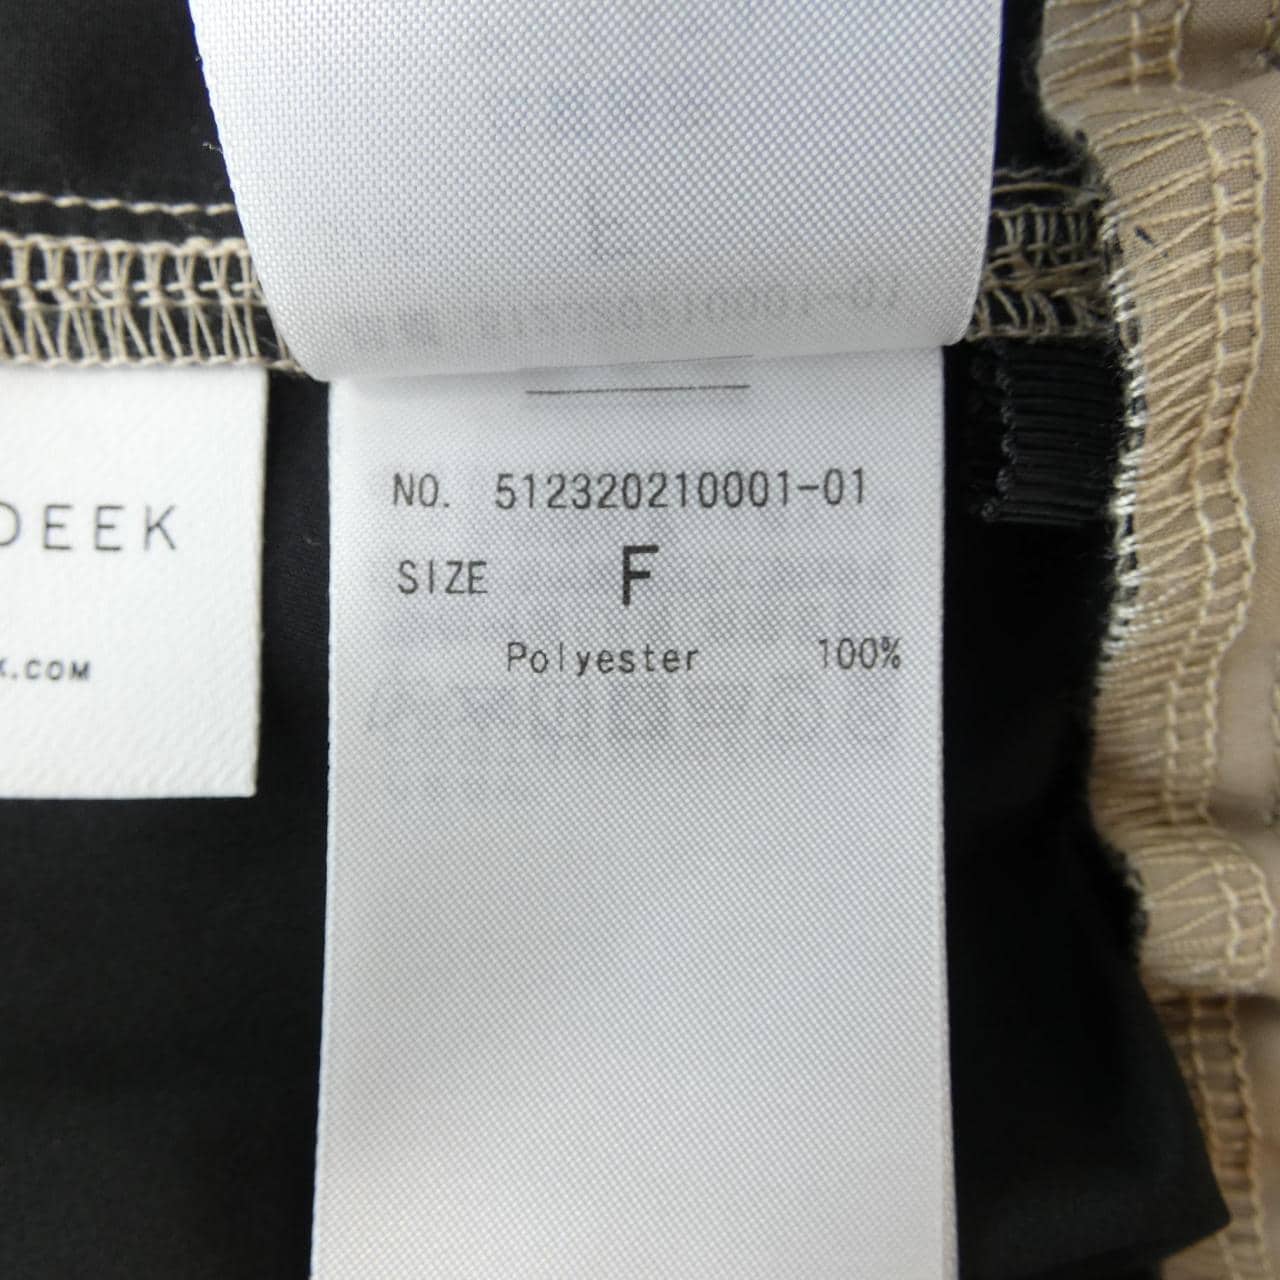 DEEK
K.COM
NO. 512320210001-01
SIZE F
Polyester 100%